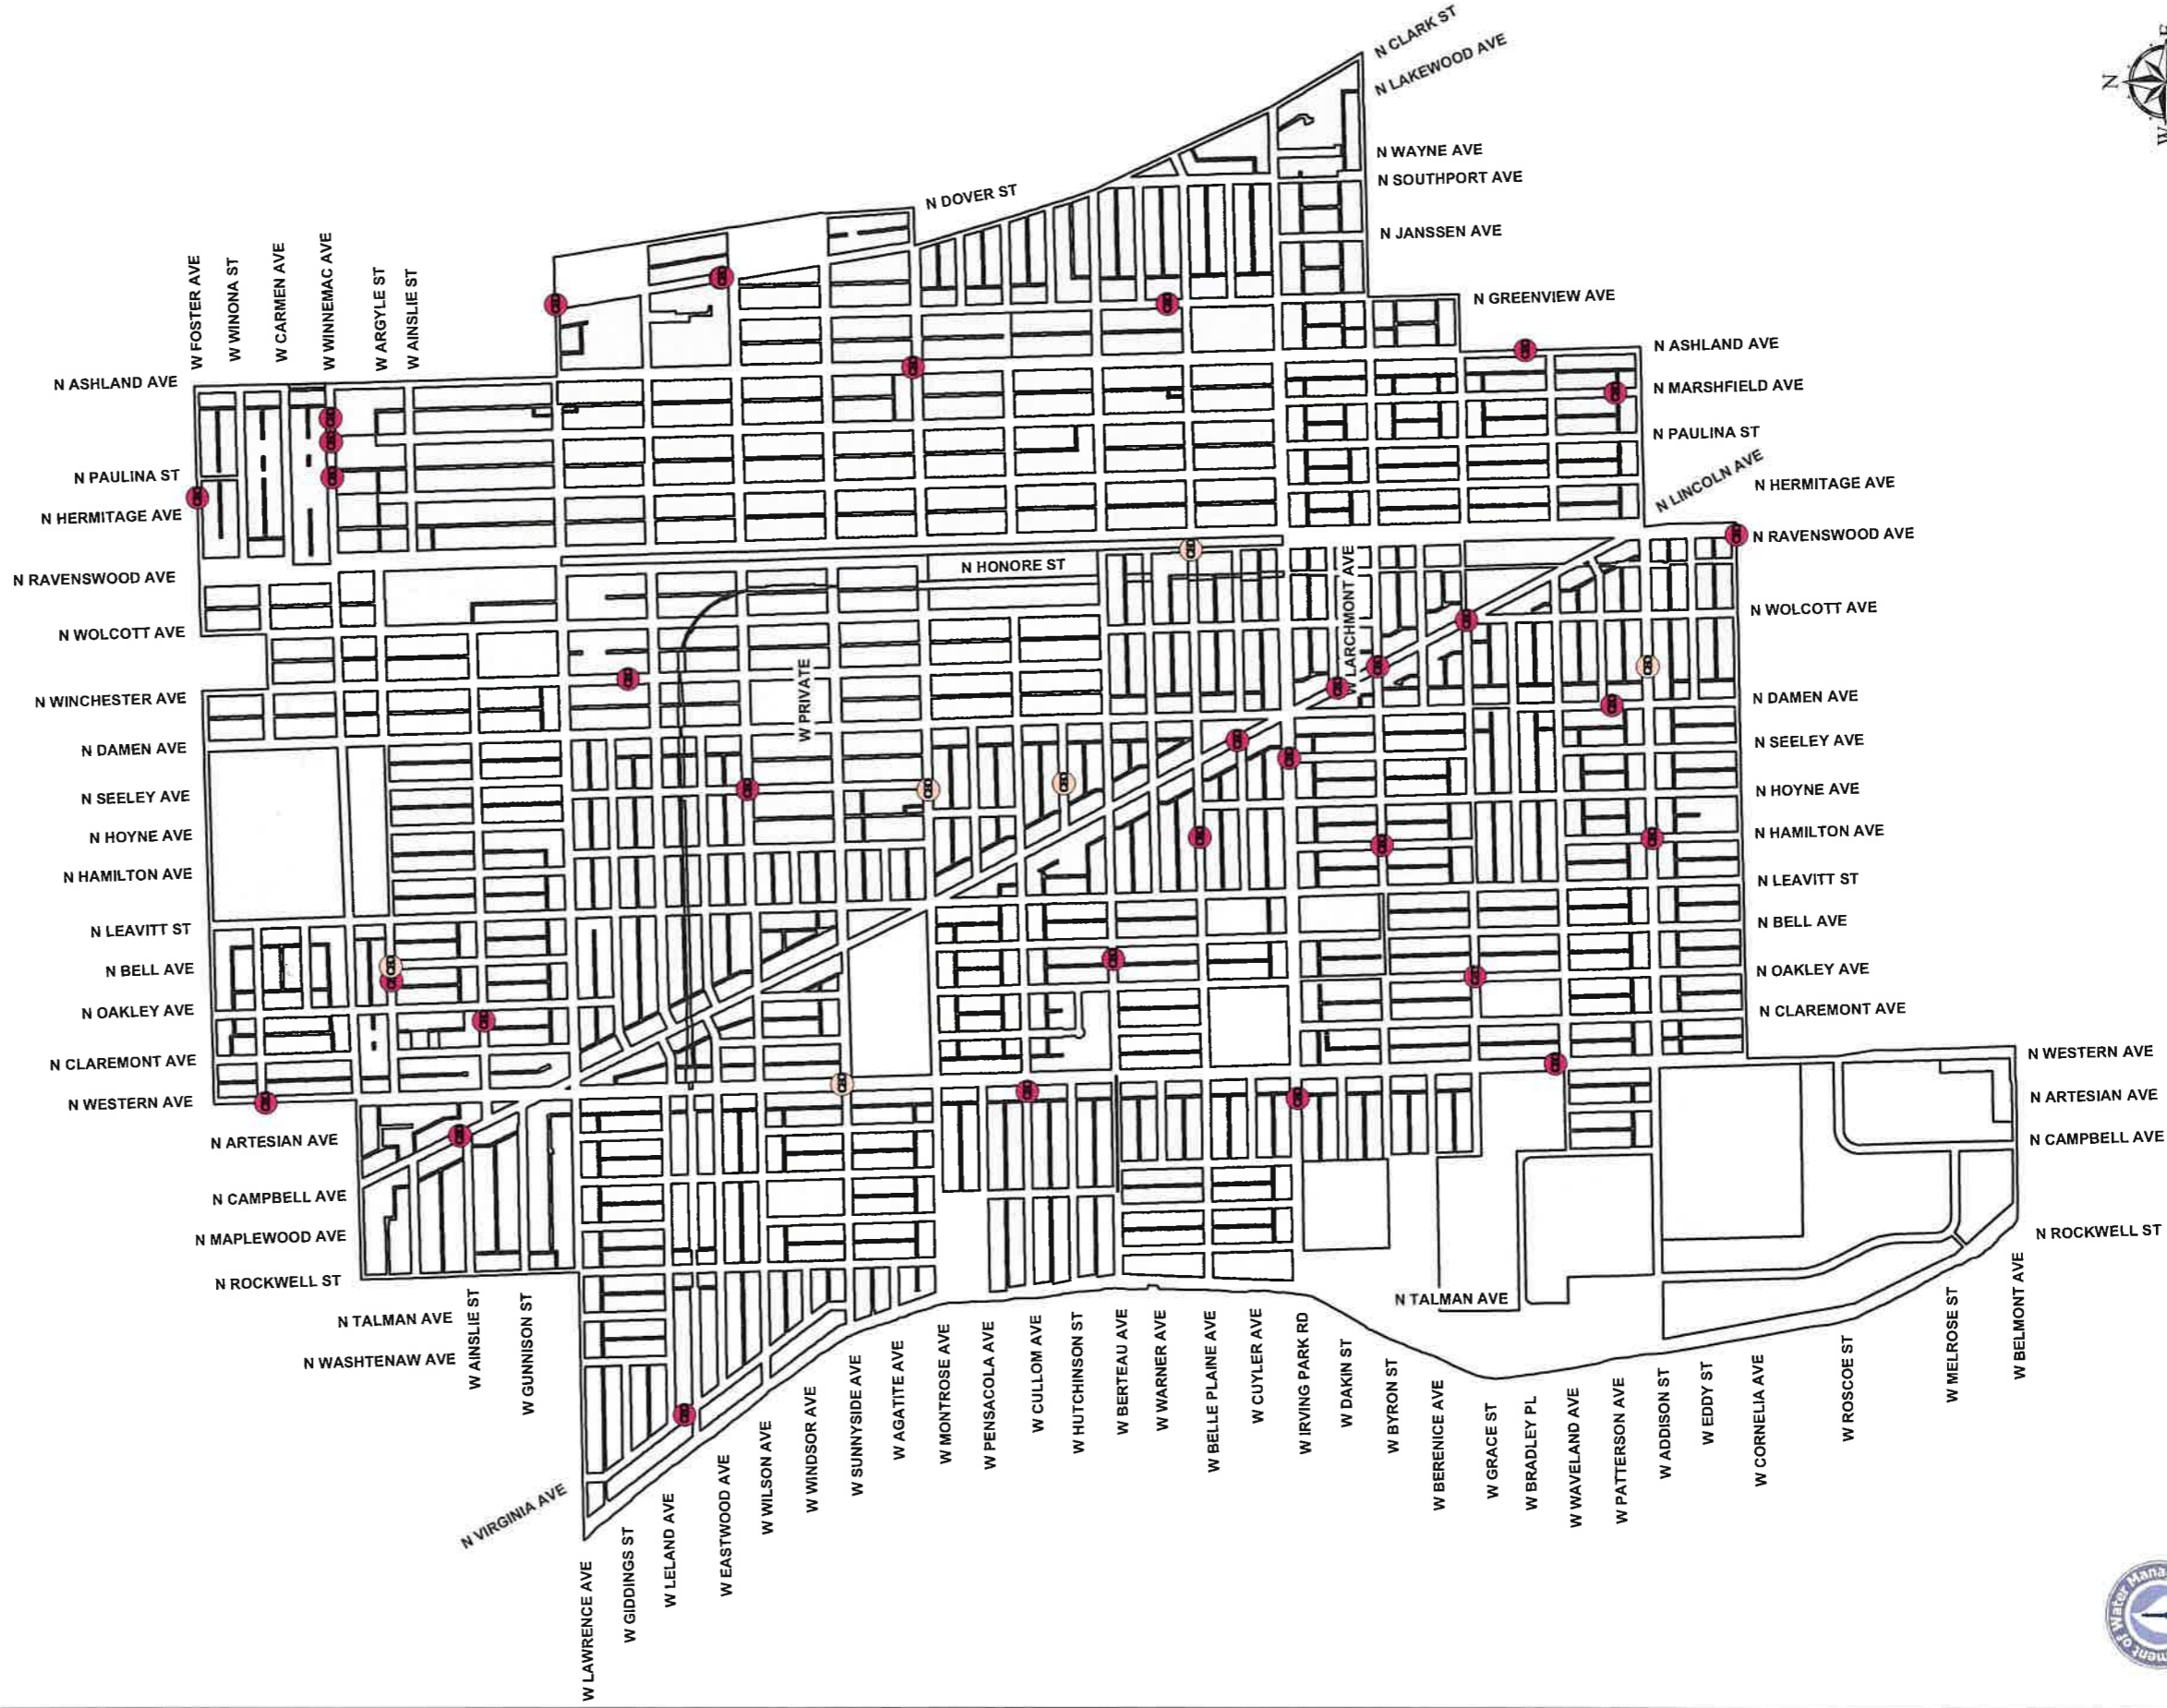 N CLARK ST
N LAKEWOOD AVE
N WAYNE AVE
N SOUTHPORT AVE
N JANSSEN AVE
N GREENVIEW AVE
N ASHLAND AVE
N MARSHFIELD AVE
N PAULINA ST
N LINCOLN AVE
N HERMITAGE AVE
N RAVENSWOOD AVE
N WOLCOTT AVE
N DAMEN AVE
N SEELEY AVE
N HOYNE AVE
N HAMILTON AVE
N LEAVITT ST
N BELL AVE
N OAKLEY AVE
N CLAREMONT AVE
N WESTERN AVE
N ARTESIAN AVE
N CAMPBELL AVE
N ROCKWELL ST
N
E
W
N DOVER ST
W FOSTER AVE
W WINONA ST
W CARMEN AVE
W WINNEMAC AVE
W ARGYLE ST
W AINSLIE ST
N ASHLAND AVE
N PAULINA ST
N HERMITAGE AVE
N RAVENSWOOD AVE
N WOLCOTT AVE
N WINCHESTER AVE
N DAMEN AVE
N SEELEY AVE
N HOYNE AVE
N HAMILTON AVE
N LEAVITT ST
N BELL AVE
N OAKLEY AVE
N CLAREMONT AVE
N WESTERN AVE
N ARTESIAN AVE
N CAMPBELL AVE
N MAPLEWOOD AVE
N ROCKWELL ST
N TALMAN AVE
N WASHTENAW AVE
N VIRGINIA AVE
N HONORE ST
W LARCHMONT AVE
W PRIVATE
N TALMAN AVE
W AINSLIE ST
W GUNNISON ST
W LAWRENCE AVE
W GIDDINGS ST
W LELAND AVE
W EASTWOOD AVE
W WILSON AVE
W WINDSOR AVE
W SUNNYSIDE AVE
W AGATITE AVE
W MONTROSE AVE
W PENSACOLA AVE
W CULLOM AVE
W HUTCHINSON ST
W BERTEAU AVE
W WARNER AVE
W BELLE PLAINE AVE
W CUYLER AVE
W IRVING PARK RD
W DAKIN ST
W BYRON ST
W BERENICE AVE
W GRACE ST
W BRADLEY PL
W WAVELAND AVE
W PATTERSON AVE
W ADDISON ST
W EDDY ST
W CORNELIA AVE
W ROSCOE ST
W MELROSE ST
W BELMONT AVE
of Water